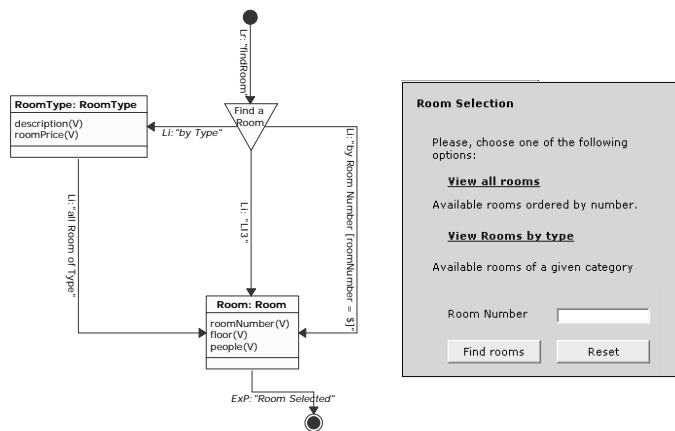 Lr: "findRoom"
RoomType: RoomType
description(V)
roomPrice(V)
Find a
Room
Li: "by Type"
Li: "by Room Number [roomNumber = $]"
Li: "all Room of Type"
Li: "LI3"
Room: Room
roomNumber(V)
floor(V)
people(V)
ExP: "Room Selected"
Room Selection
Please, choose one of the following
options:
View all rooms
Available rooms ordered by number.
View Rooms by type
Available rooms of a given category
Room Number
Find rooms Reset